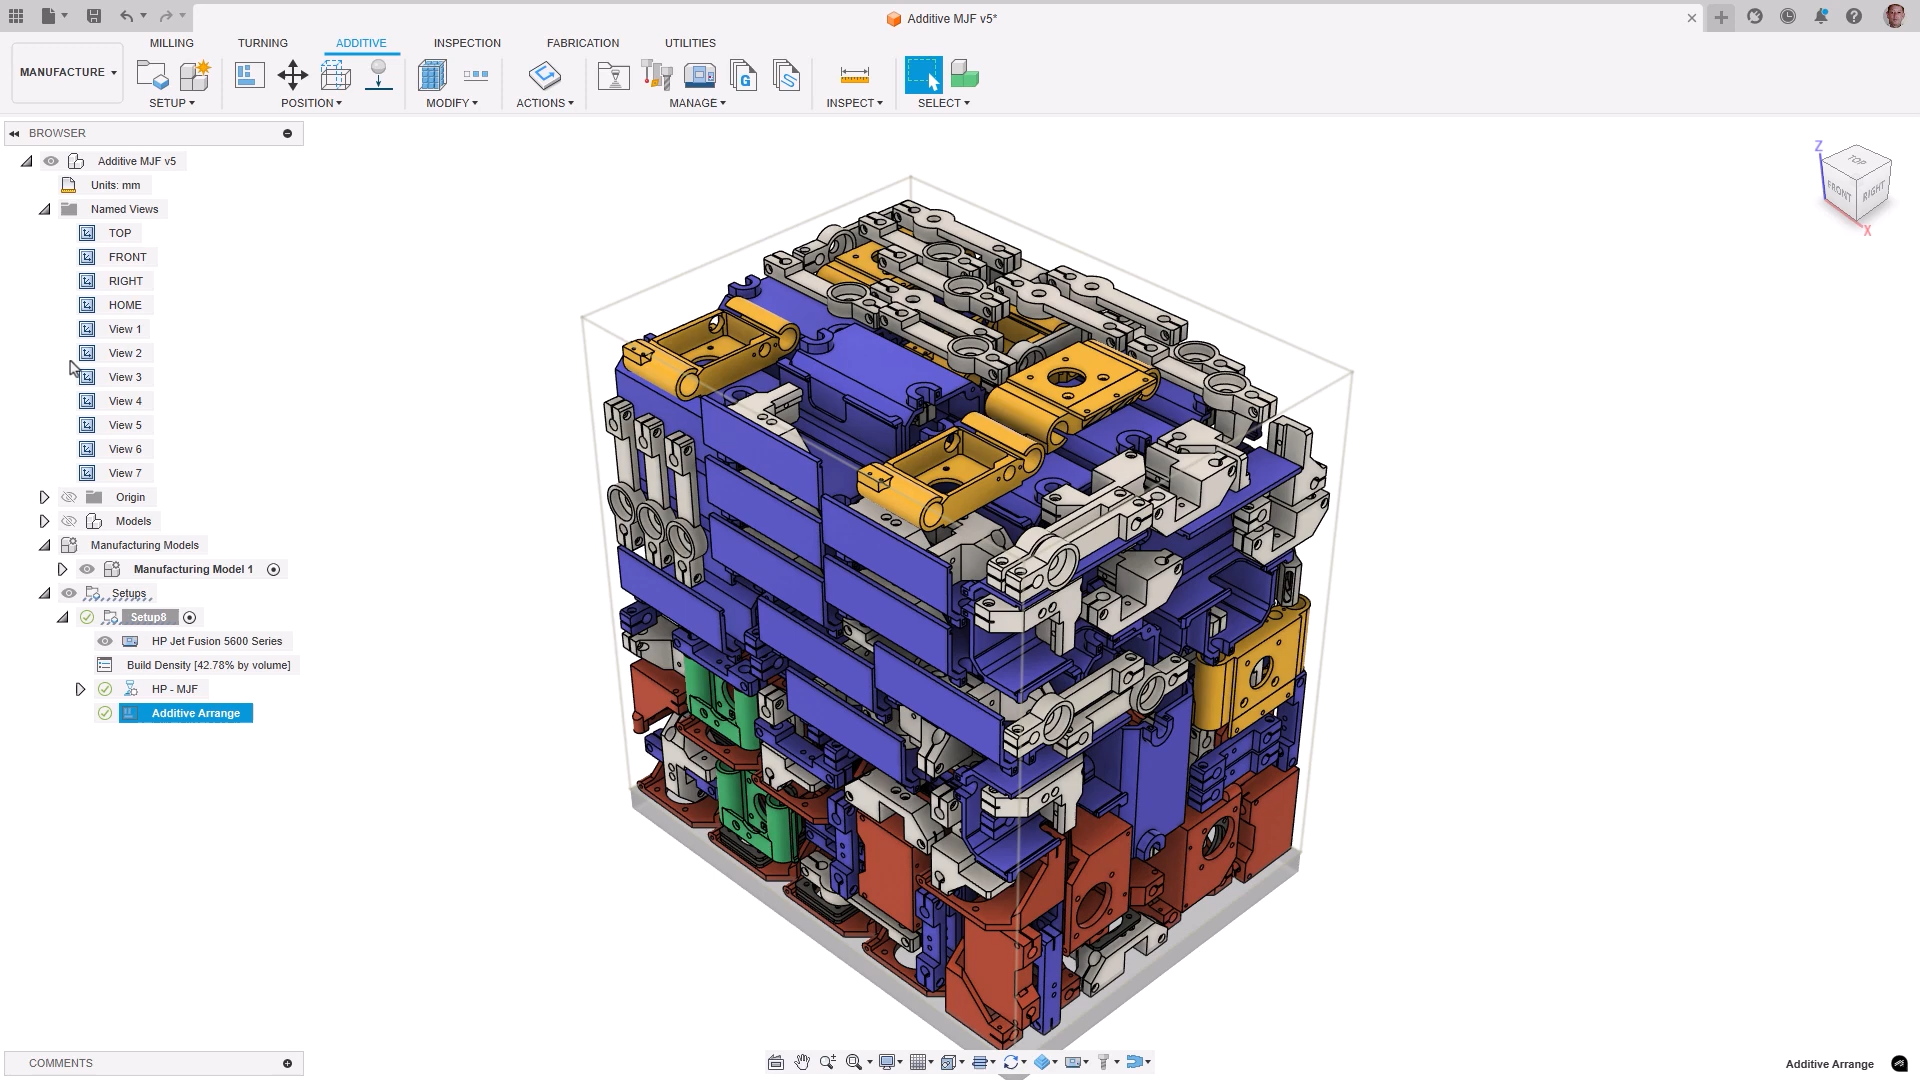 Additive MJF v5*
MILLING TURNING ADDITIVE INSPECTION FABRICATION UTILITIES
MANUFACTURE
SETUP POSITION MODIFY ACTIONS MANAGE INSPECT SELECT
BROWSER
Additive MJF v5
Units: mm
Named Views
TOP
FRONT
RIGHT
HOME
View 1
View 2
View 3
View 4
View 5
View 6
View 7
Origin
Models
Manufacturing Models
Manufacturing Model 1
Setups
Setup8
HP Jet Fusion 5600 Series
Build Density [42.78% by volume]
HP - MJF
Additive Arrange
Z
TOP
FRONT RIGHT
X
COMMENTS
Additive Arrange